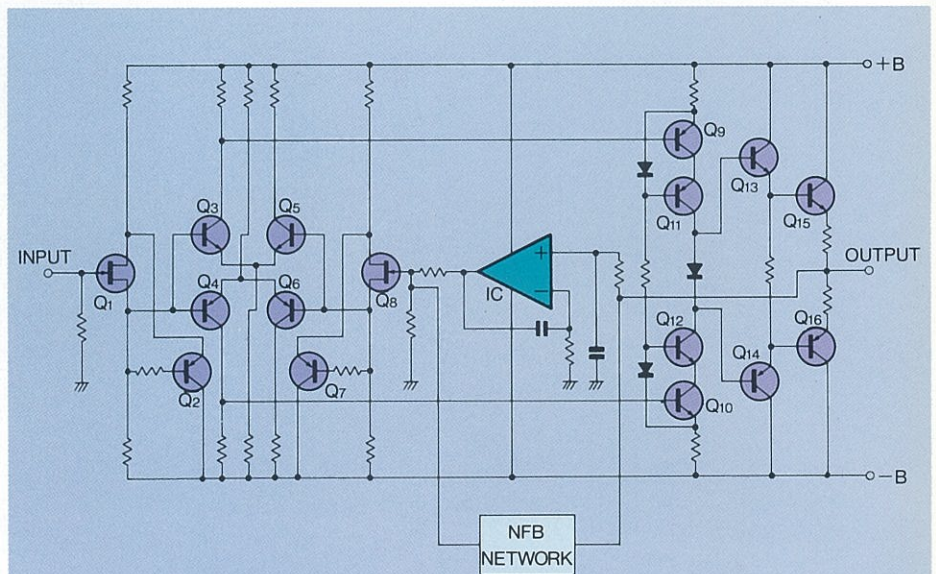 +B
Q9
Q3
Q5
Q13
Q11
Q15
INPUT
OUTPUT
Q1
Q4
Q6
Q8
+
IC
−
Q12
Q16
Q2
Q7
Q14
Q10
−B
NFB
NETWORK